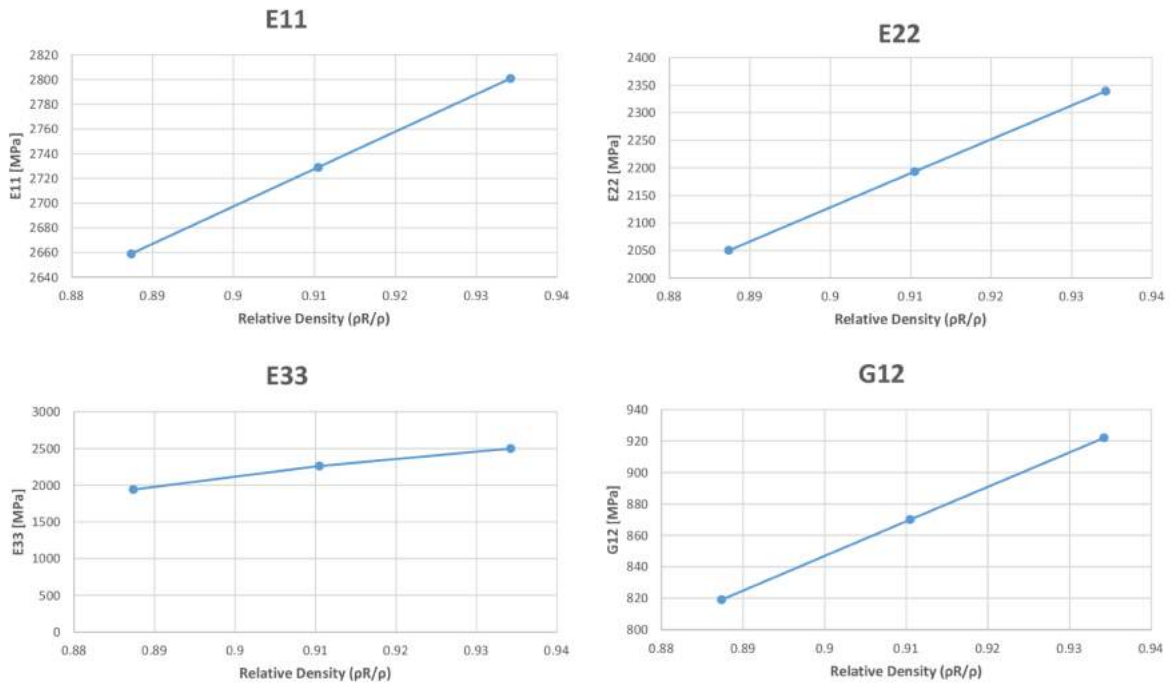 E11
2820
2800
2780
2760
2740
2720
2700
2680
2660
2640
E11 [MPa]
0.88 0.89 0.9 0.91 0.92 0.93 0.94
Relative Density (ρR/ρ)
E22
2400
2350
2300
2250
2200
2150
2100
2050
2000
E22 [MPa]
0.88 0.89 0.9 0.91 0.92 0.93 0.94
Relative Density (ρR/ρ)
E33
3000
2500
2000
1500
1000
500
0
E33 [MPa]
0.88 0.89 0.9 0.91 0.92 0.93 0.94
Relative Density (ρR/ρ)
G12
940
920
900
880
860
840
820
800
G12 [MPa]
0.88 0.89 0.9 0.91 0.92 0.93 0.94
Relative Density (ρR/ρ)